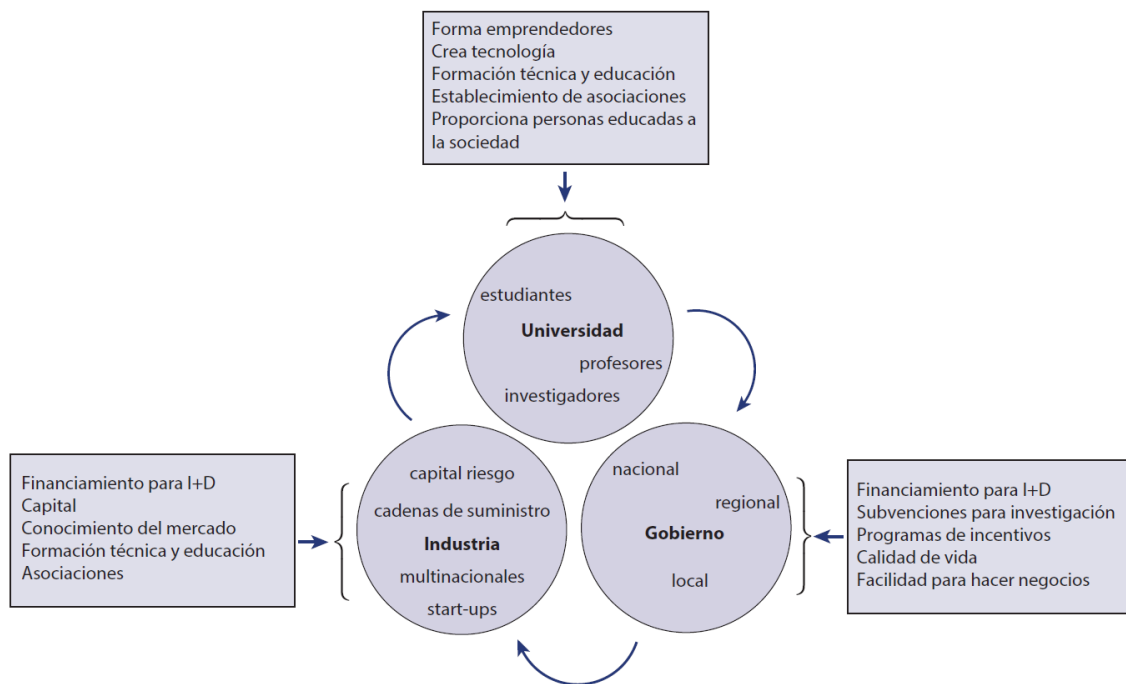 Forma emprendedores
Crea tecnología
Formación técnica y educación
Establecimiento de asociaciones
Proporciona personas educadas a
la sociedad
estudiantes
Universidad
profesores
investigadores
Financiamiento para I+D
Capital
Conocimiento del mercado
Formación técnica y educación
Asociaciones
capital riesgo
cadenas de suministro
Industria
multinacionales
start-ups
nacional
regional
Gobierno
local
Financiamiento para I+D
Subvenciones para investigación
Programas de incentivos
Calidad de vida
Facilidad para hacer negocios